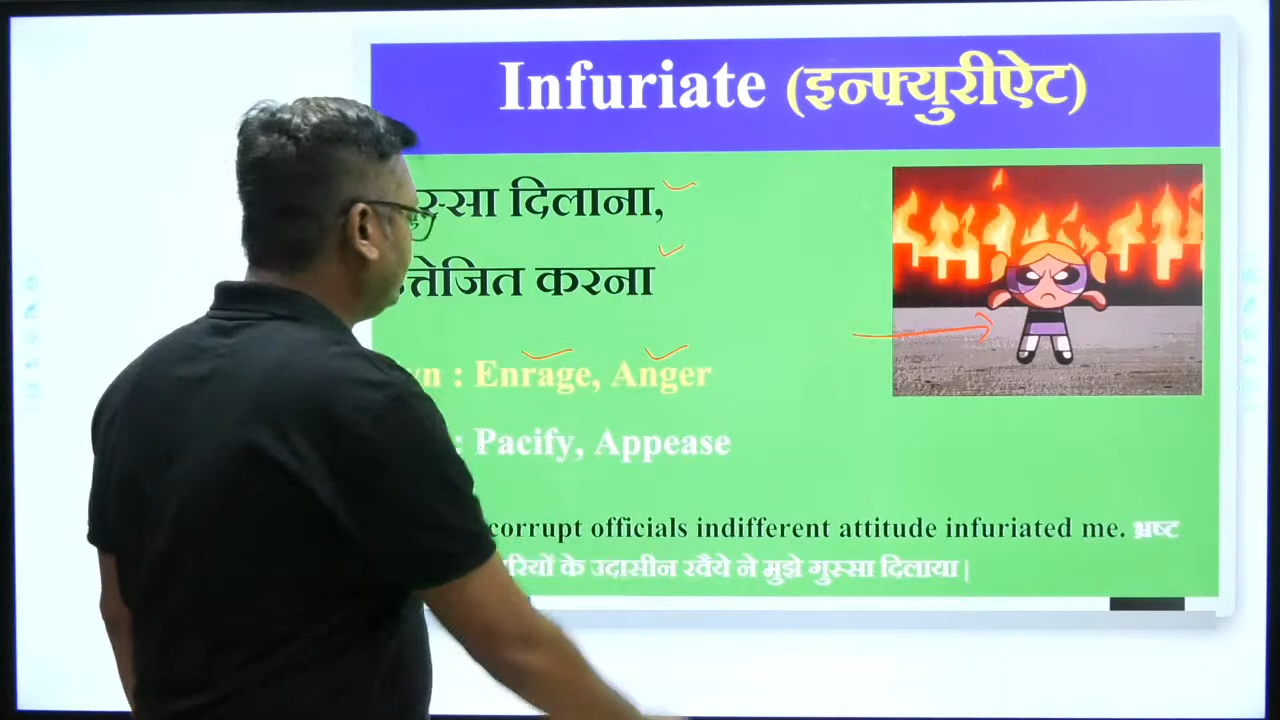 Infuriate (इन्फ्युरीऐट)
दिलाना,
करना
: Enrage, Anger
: Pacify, Appease
corrupt officials indifferent attitude infuriated me. भ्रष्ट
के उदासीन रवैये ने मुझे गुस्सा दिलाया |